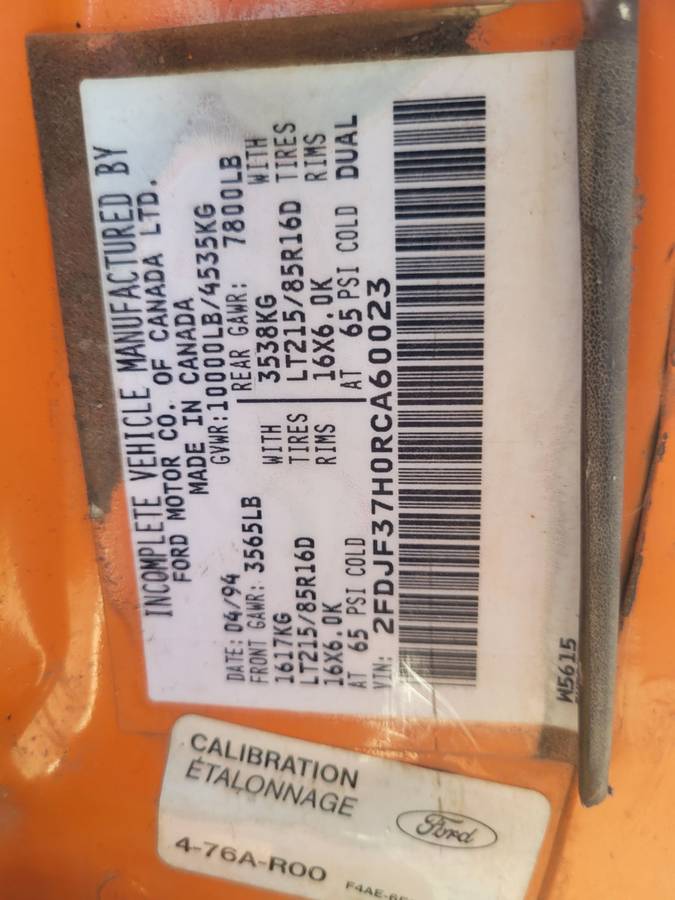 INCOMPLETE VEHICLE MANUFACTURED BY
FORD MOTOR CO. OF CANADA LTD.
MADE IN CANADA
DATE: 04/94 GVWR: 10000LB/4535KG
FRONT GAWR: 3565LB REAR GAWR: 7800LB
1617KG WITH 3538KG WITH
LT215/85R16D TIRES LT215/85R16D TIRES
16X6.0K RIMS 16X6.0K RIMS
AT 65 PSI COLD AT 65 PSI COLD DUAL
VIN: 2FDJF37H0RCA60023
W5615
CALIBRATION
ÉTALONNAGE
Ford
4-76A-R00